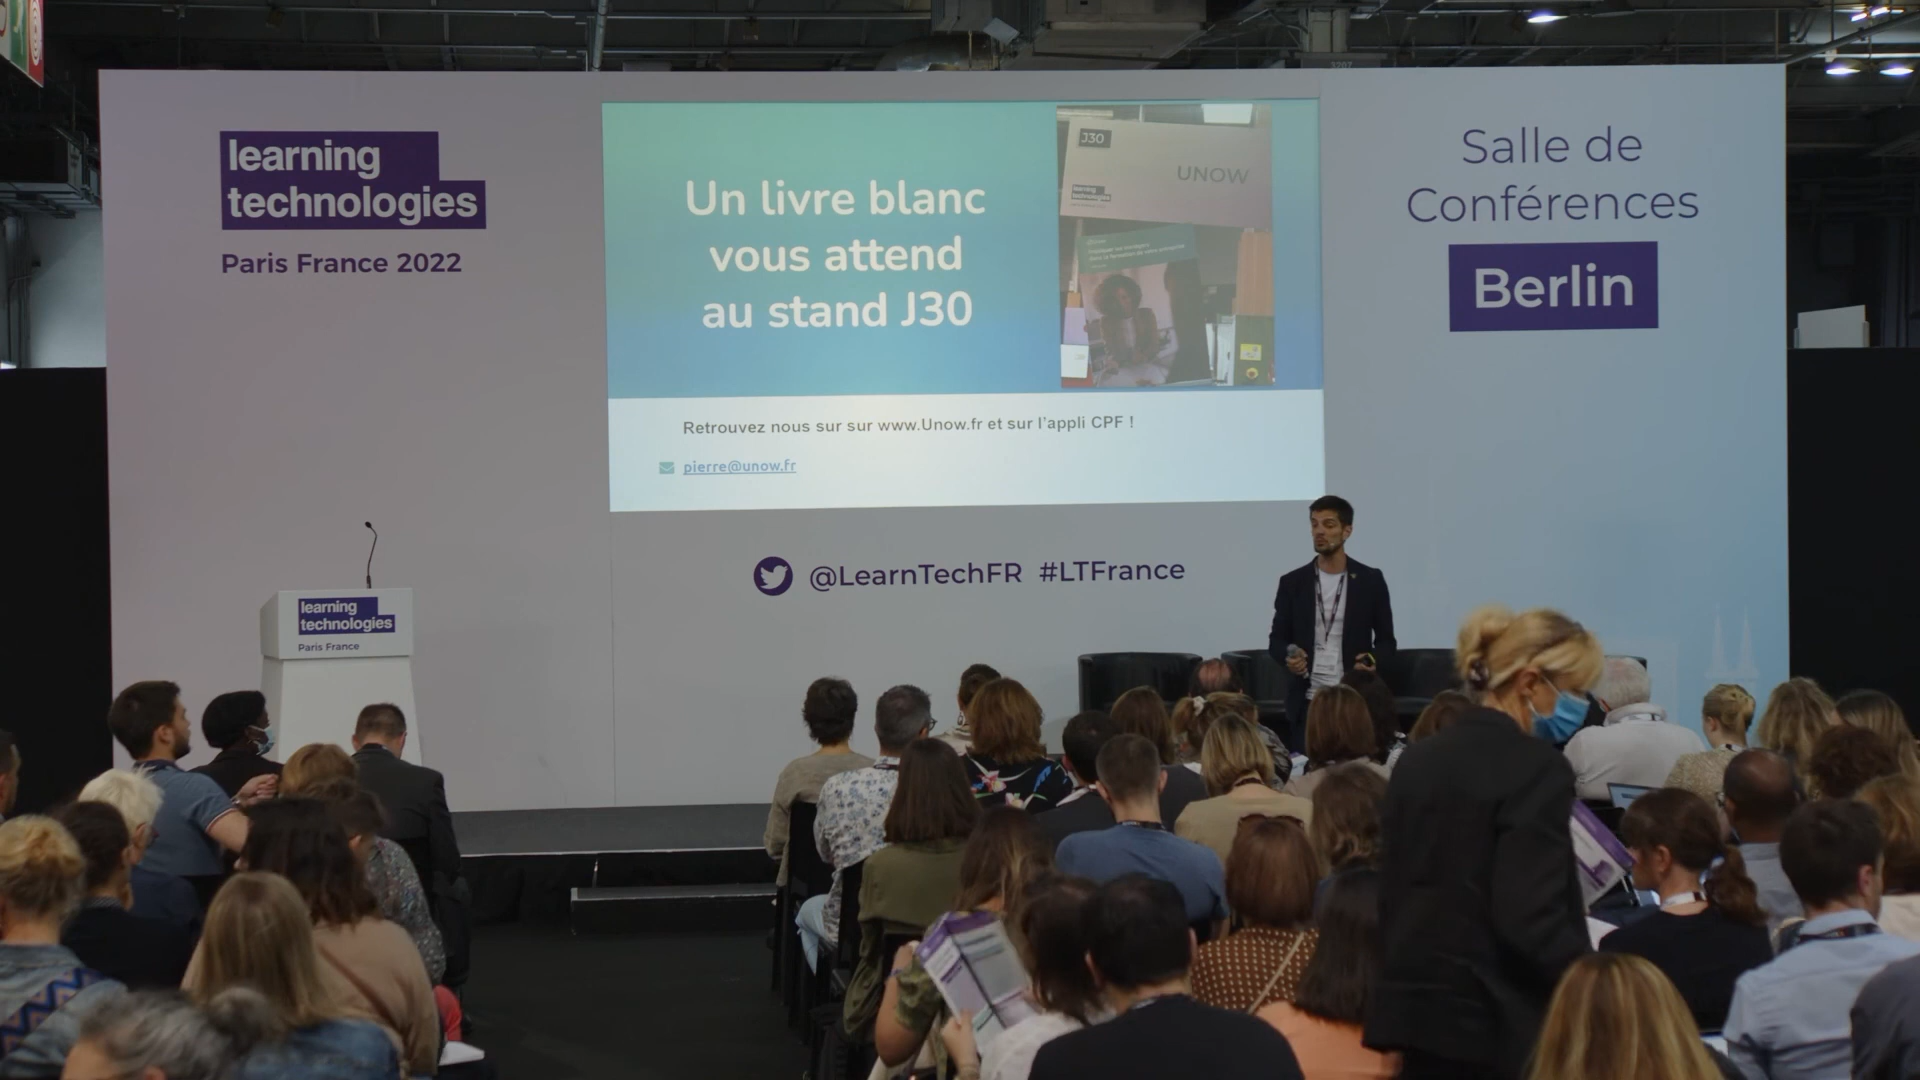 learning
technologies
Paris France 2022
Un livre blanc
vous attend
au stand J30
J30
UNOW
learning
technologies
Retrouvez nous sur sur www.Unow.fr et sur l'appli CPF !
pierre@unow.fr
Salle de
Conférences
Berlin
@LearnTechFR #LTFrance
learning
technologies
Paris France